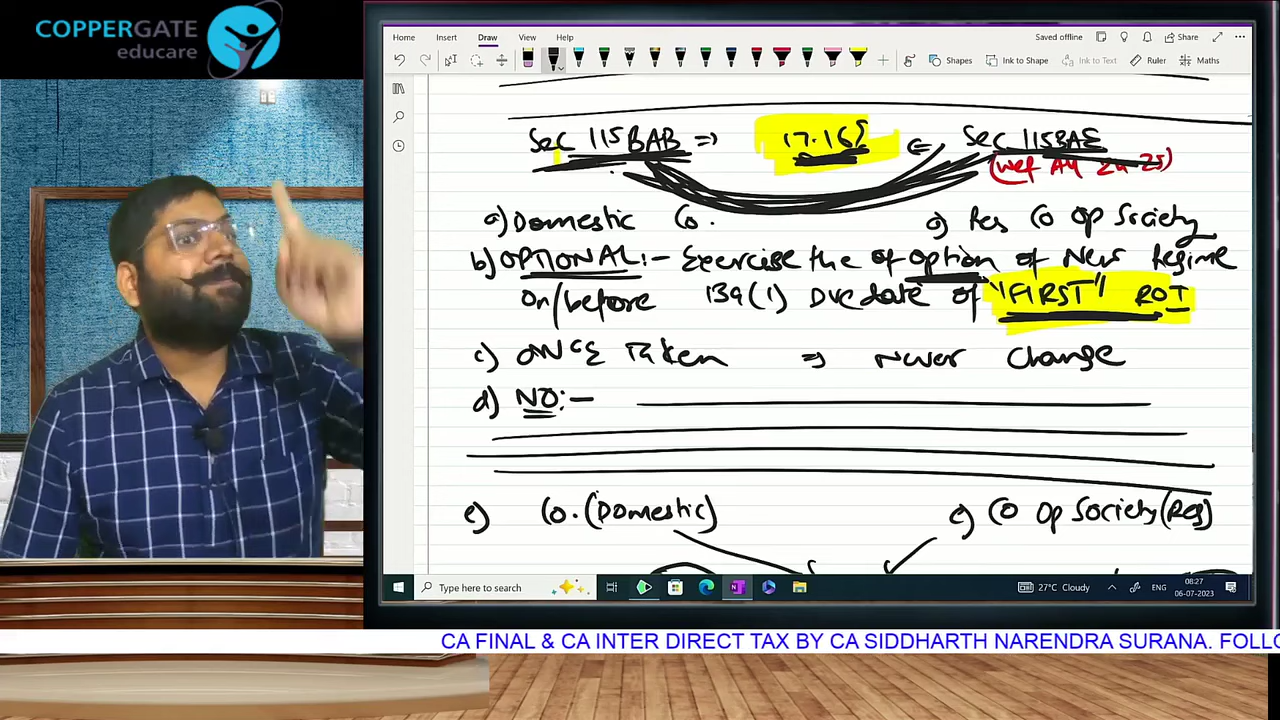 COPPERGATE
educare
Home Insert Draw View Help
Saved offline Share
Shapes Ink to Shape Ink to Text Ruler Maths
Sec 115BAB ⇒ 17.16% ⇐ Sec 115BAE
(wef AY 24-25)
a) Domestic Co. a) Res Co Op Society
b) OPTIONAL:- Exercise the of option of New Regime
on/before 139(1) Due date of "FIRST" ROI
c) ONCE Taken ⇒ Never Change
d) NO:-
e) Co. (Domestic) e) Co Op Society (Res)
Type here to search
27°C Cloudy ENG 08:27
06-07-2023
CA FINAL & CA INTER DIRECT TAX BY CA SIDDHARTH NARENDRA SURANA. FOLLO